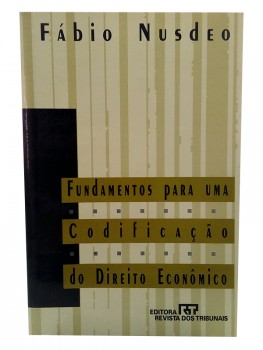 Fábio Nusdeo
Fundamentos para uma
Codificação
do Direito Econômico
EDITORA RT
REVISTA DOS TRIBUNAIS